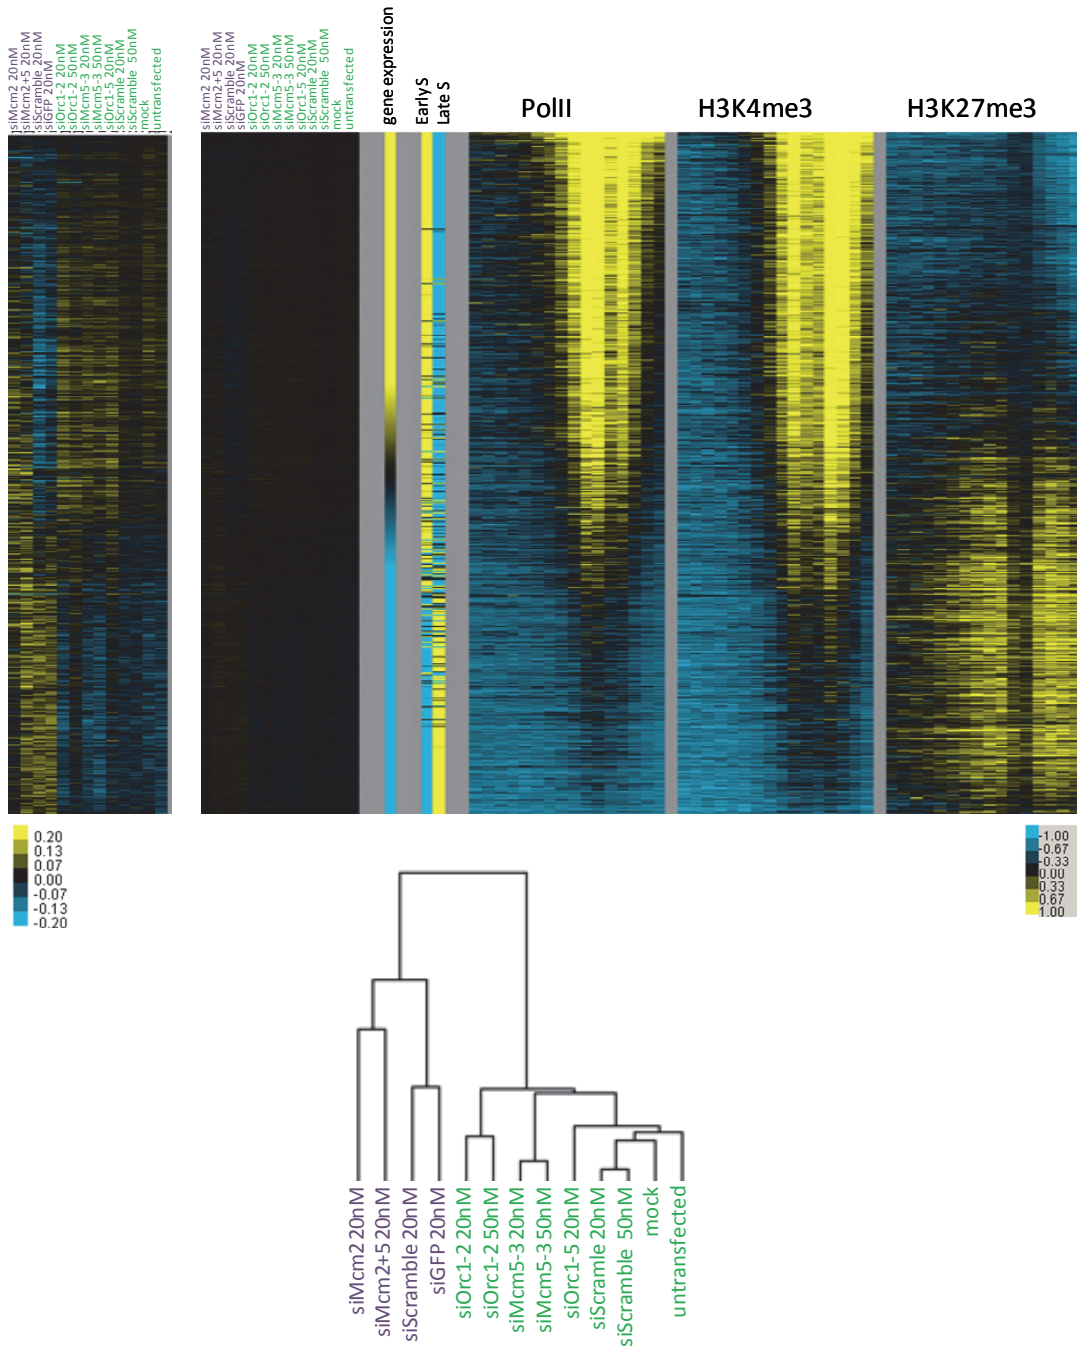 siMcm2 20nM
siMcm2+5 20nM
siScramble 20nM
siGFP 20nM
siOrc1-2 20nM
siOrc1-2 50nM
siMcm5-3 20nM
siMcm5-3 50nM
siOrc1-5 20nM
siScramle 20nM
siScramble 50nM
mock
untransfected
siMcm2 20nM
siMcm2+5 20nM
siScramble 20nM
siGFP 20nM
siOrc1-2 20nM
siOrc1-2 50nM
siMcm5-3 20nM
siMcm5-3 50nM
siOrc1-5 20nM
siScramle 20nM
siScramble 50nM
mock
untransfected
gene expression
Early S
Late S
PolII
H3K4me3
H3K27me3
0.20
0.13
0.07
0.00
-0.07
-0.13
-0.20
-1.00
-0.67
-0.33
0.00
0.33
0.67
1.00
siMcm2 20nM
siMcm2+5 20nM
siScramble 20nM
siGFP 20nM
siOrc1-2 20nM
siOrc1-2 50nM
siMcm5-3 20nM
siMcm5-3 50nM
siOrc1-5 20nM
siScramle 20nM
siScramble 50nM
mock
untransfected